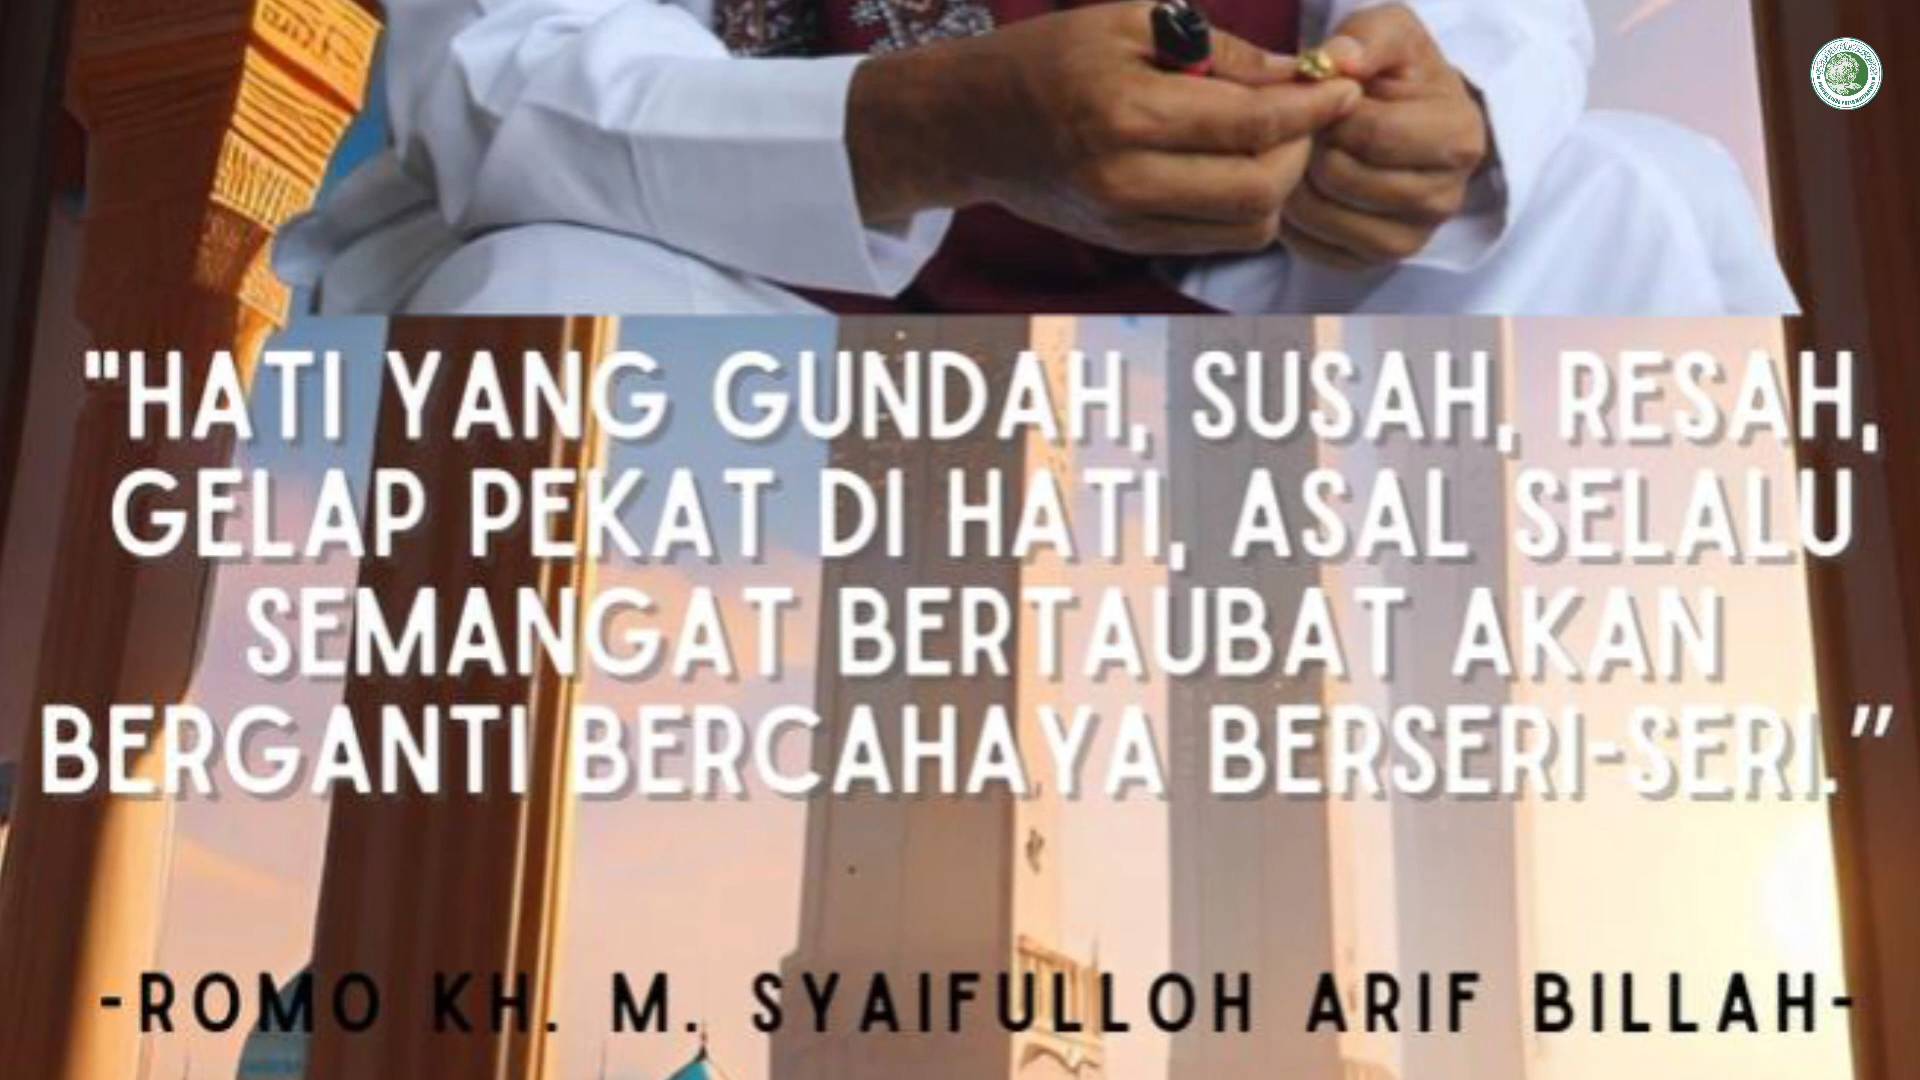 "HATI YANG GUNDAH, SUSAH, RESAH,
GELAP PEKAT DI HATI, ASAL SELALU
SEMANGAT BERTAUBAT AKAN
BERGANTI BERCAHAYA BERSERI-SERI."
-ROMO KH. M. SYAIFULLOH ARIF BILLAH-